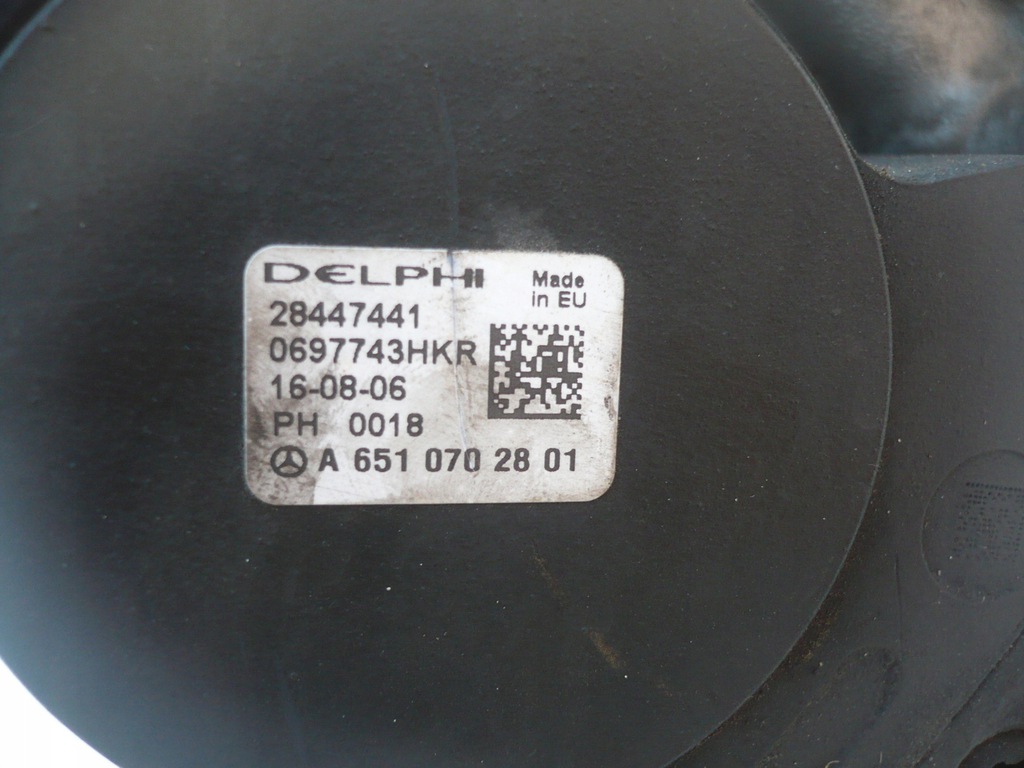 DELPHI
Made
in EU
28447441
0697743HKR
16-08-06
PH 0018
A 651 070 28 01